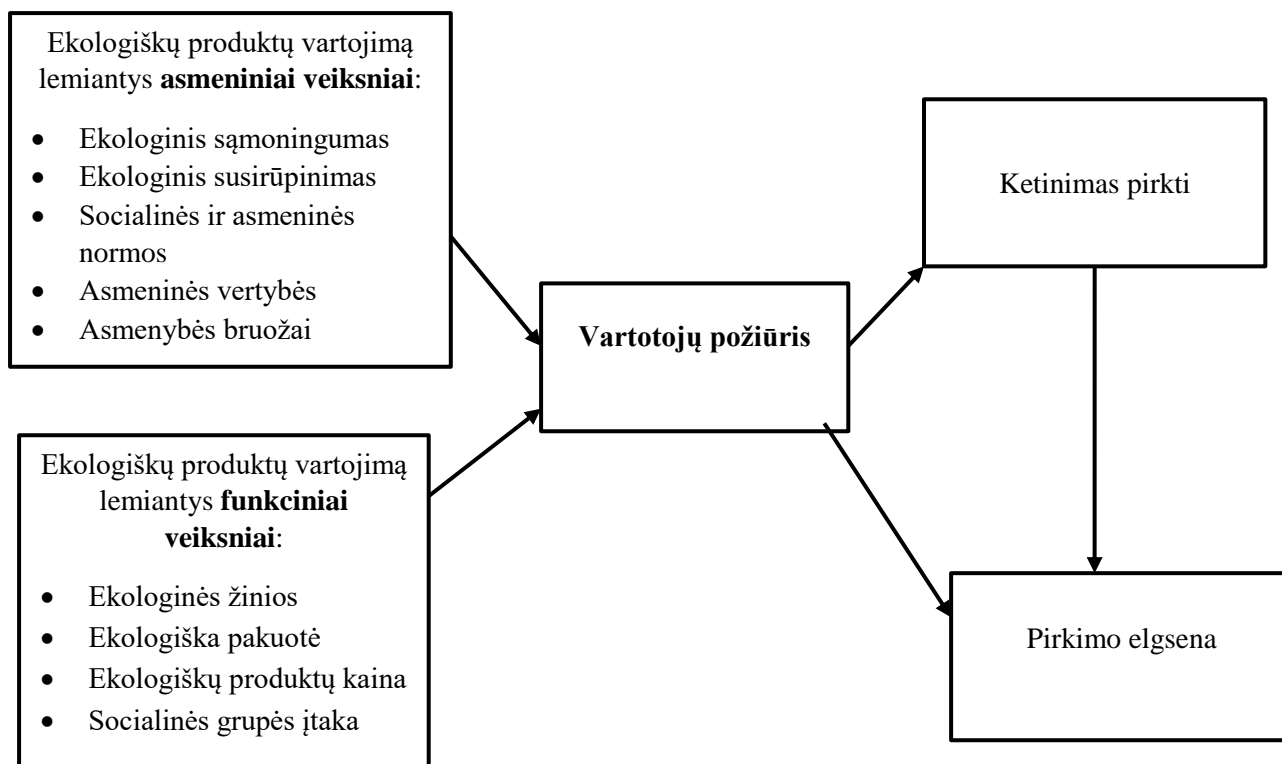 Ekologiškų produktų vartojimą
lemiantys asmeniniai veiksniai:
• Ekologinis sąmoningumas
• Ekologinis susirūpinimas
• Socialinės ir asmeninės
normos
• Asmeninės vertybės
• Asmenybės bruožai
Ekologiškų produktų vartojimą
lemiantys funkciniai
veiksniai:
• Ekologinės žinios
• Ekologiška pakuotė
• Ekologiškų produktų kaina
• Socialinės grupės įtaka
Vartotojų požiūris
Ketinimas pirkti
Pirkimo elgsena